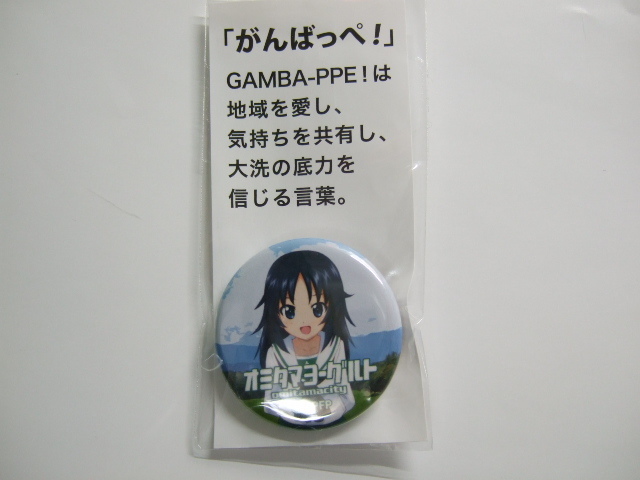 「がんばっぺ！」
GAMBA-PPE！は
地域を愛し、
気持ちを共有し、
大洗の底力を
信じる言葉。
オミタマヨーグルト
omitamacity